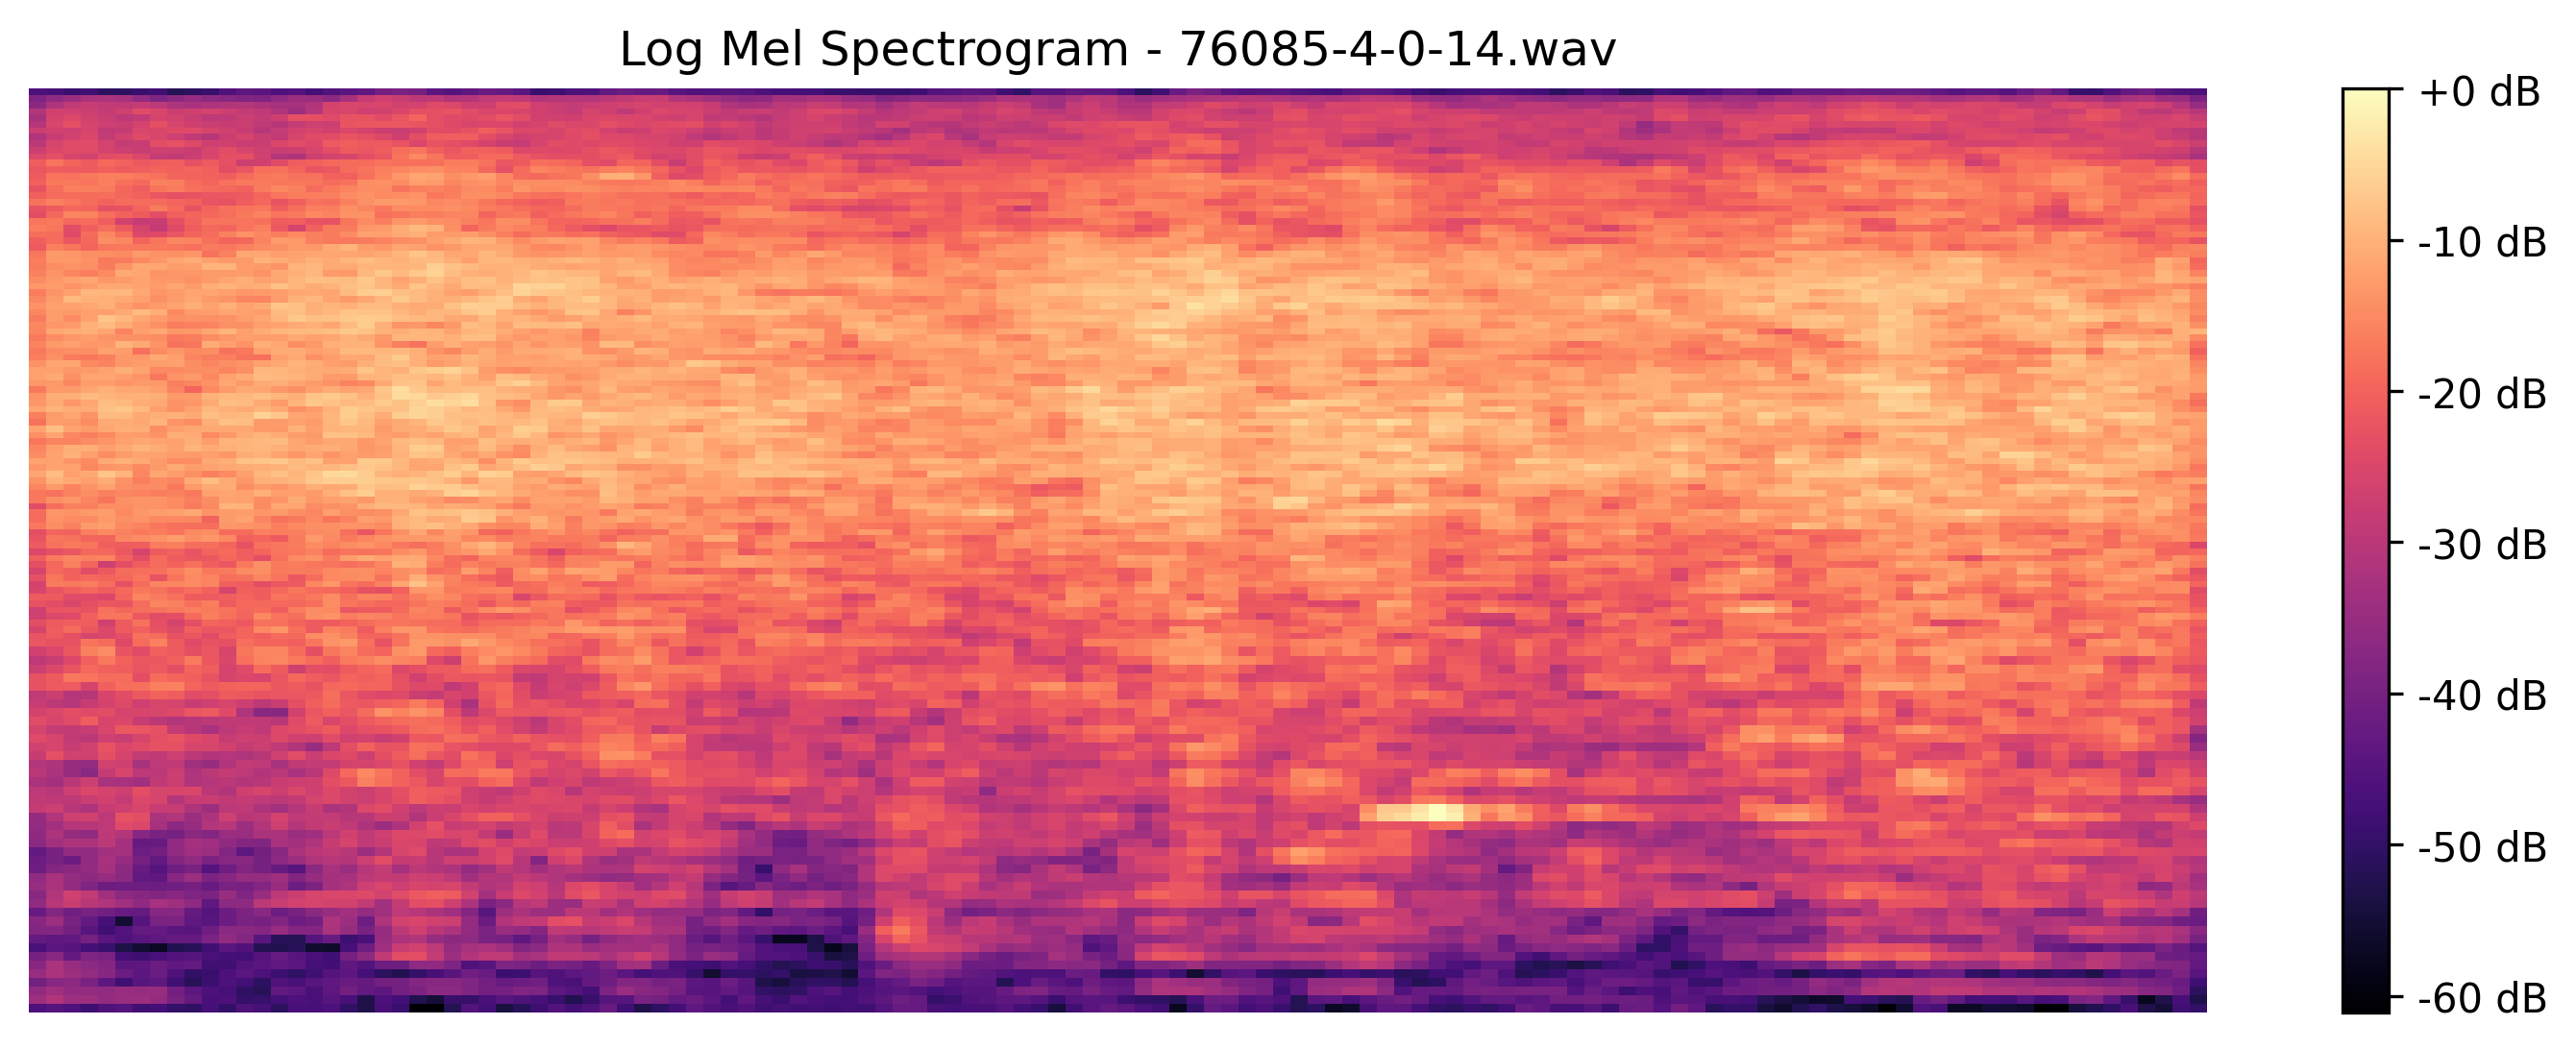 Log Mel Spectrogram - 76085-4-0-14.wav
+0 dB
-10 dB
-20 dB
-30 dB
-40 dB
-50 dB
-60 dB